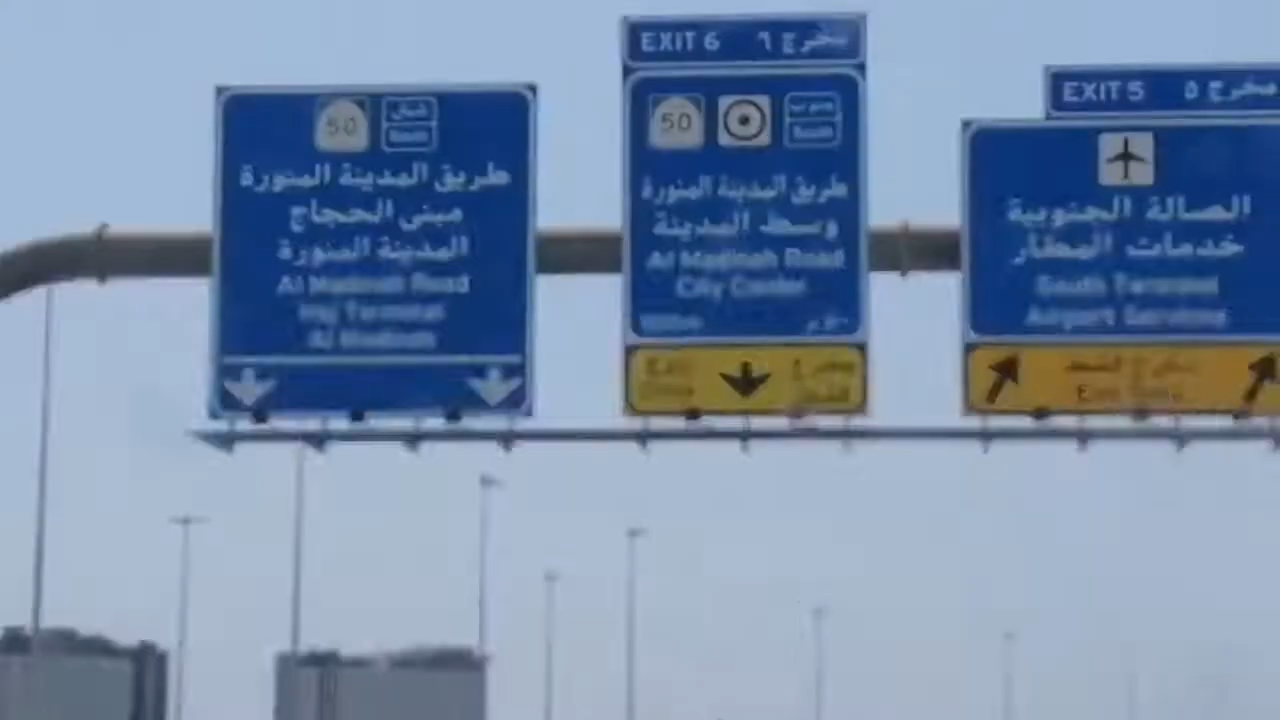 50
شمال
North
طريق المدينة المنورة
مبنى الحجاج
المدينة المنورة
Al Madinah Road
Hajj Terminal
Al Madinah
EXIT 6 مخرج ٦
50
جنوب
South
طريق المدينة المنورة
وسط المدينة
Al Madinah Road
City Center
EXIT 5 مخرج ٥
الصالة الجنوبية
خدمات المطار
South Terminal
Airport Services